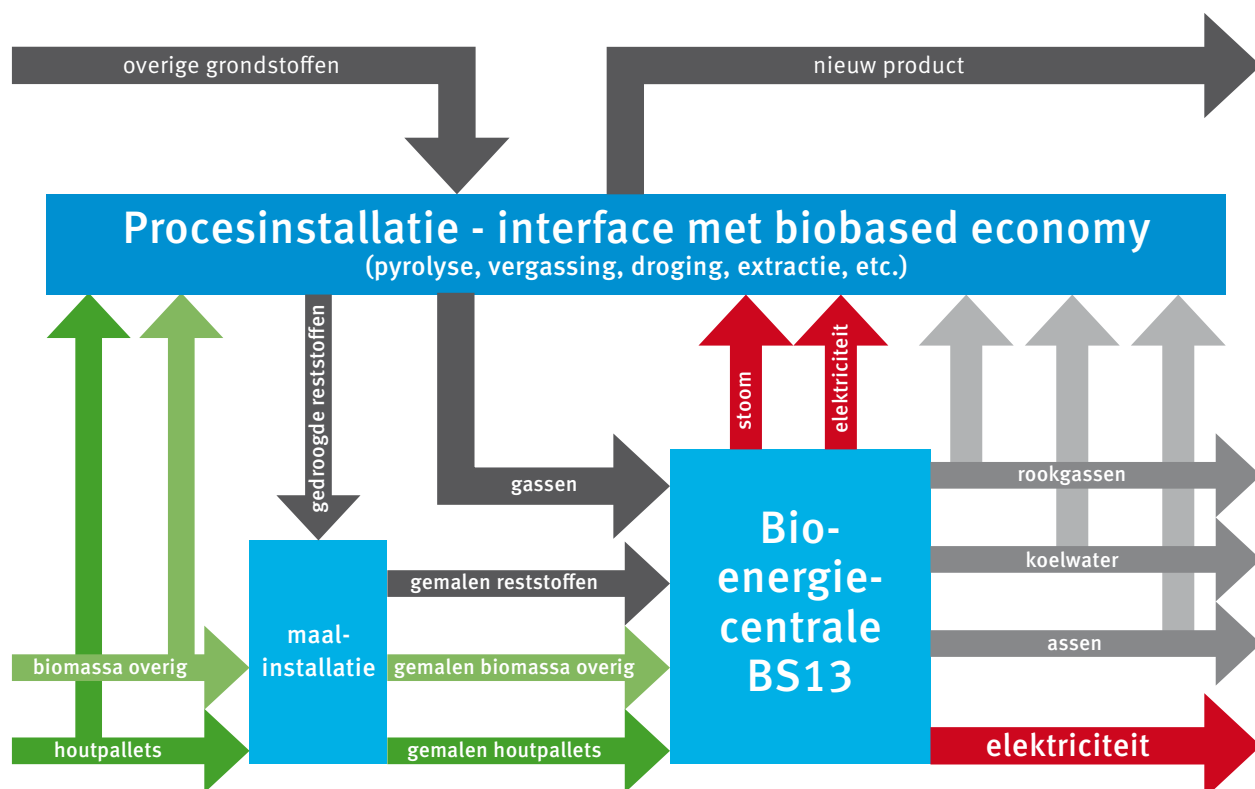 overige grondstoffen
nieuw product
Procesinstallatie - interface met biobased economy
(pyrolyse, vergassing, droging, extractie, etc.)
gedroogde reststoffen
stoom
elektriciteit
gassen
rookgassen
Bio-
energie-
centrale
BS13
koelwater
gemalen reststoffen
maal-
installatie
assen
biomassa overig
gemalen biomassa overig
houtpallets
gemalen houtpallets
elektriciteit